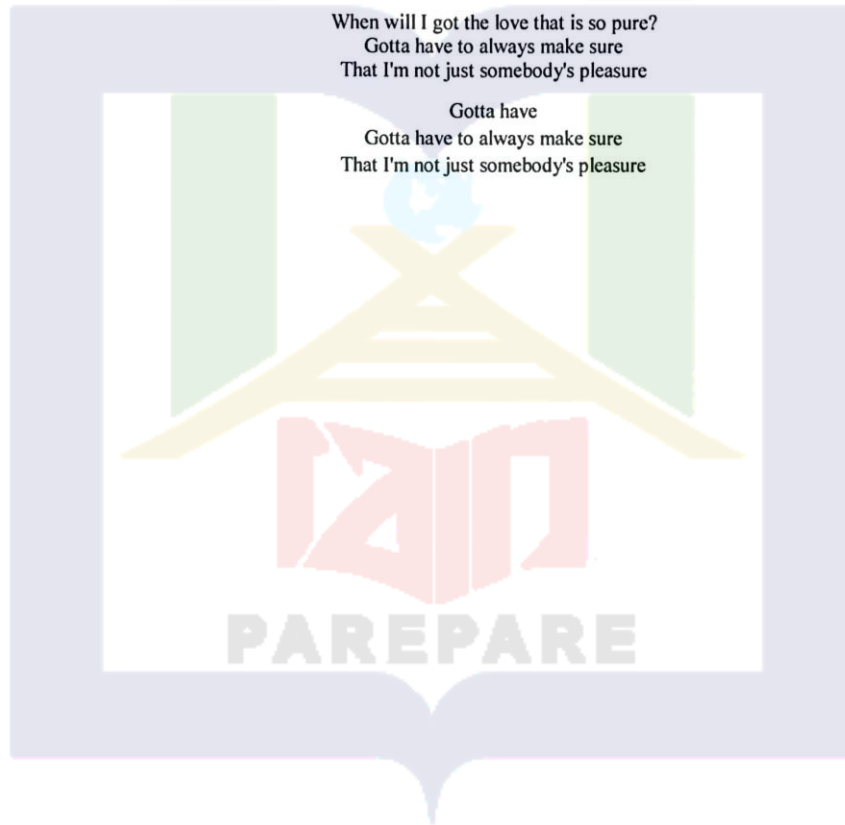 When will I got the love that is so pure?
Gotta have to always make sure
That I'm not just somebody's pleasure
Gotta have
Gotta have to always make sure
That I'm not just somebody's pleasure
iain
PAREPARE